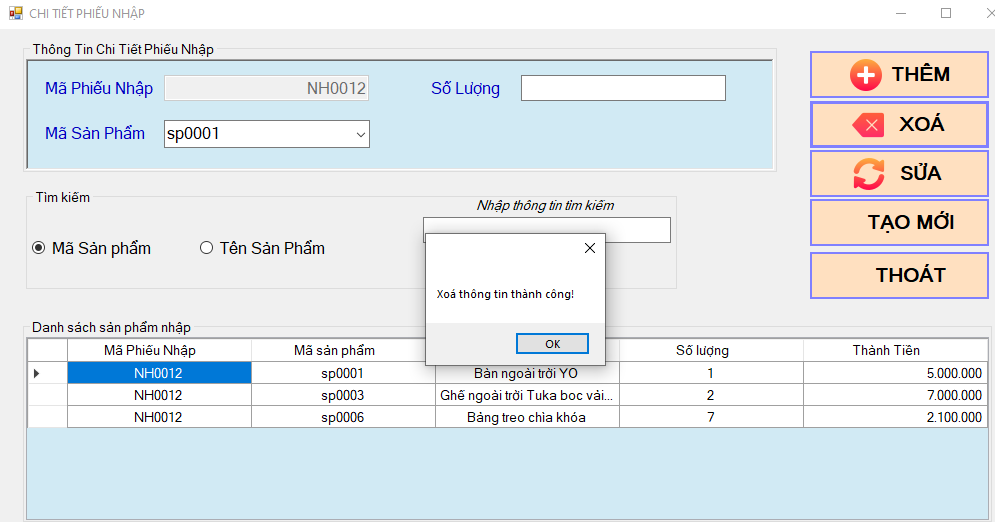 CHI TIẾT PHIẾU NHẬP
Thông Tin Chi Tiết Phiếu Nhập
Mã Phiếu Nhập NH0012 Số Lượng
Mã Sản Phẩm sp0001
THÊM
XOÁ
SỬA
TẠO MỚI
THOÁT
Tìm kiếm
Nhập thông tin tìm kiếm
Mã Sản phẩm Tên Sản Phẩm
Xoá thông tin thành công!
OK
Danh sách sản phẩm nhập
Mã Phiếu Nhập Mã sản phẩm Số lượng Thành Tiền
NH0012 sp0001 Bàn ngoài trời YO 1 5.000.000
NH0012 sp0003 Ghế ngoài trời Tuka boc vải... 2 7.000.000
NH0012 sp0006 Bảng treo chìa khóa 7 2.100.000